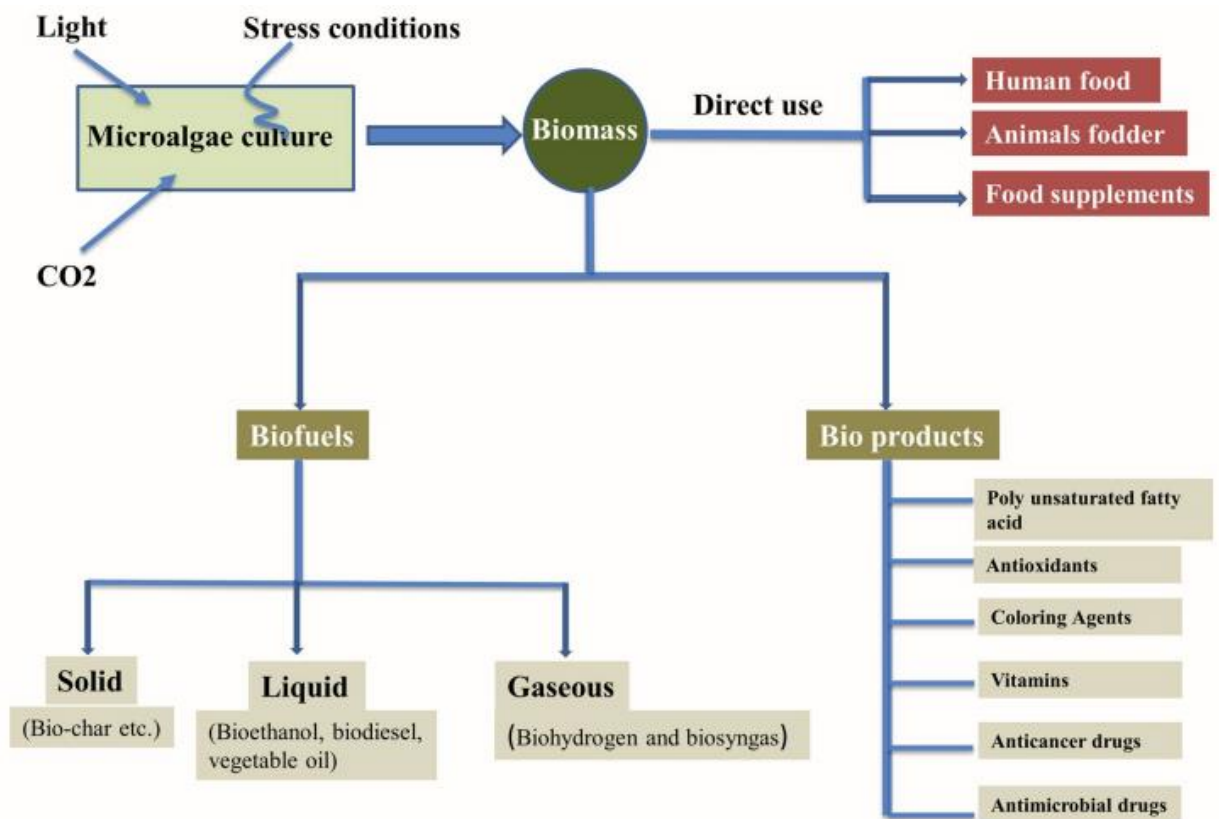 Light
Stress conditions
Microalgae culture
CO2
Biomass
Direct use
Human food
Animals fodder
Food supplements
Biofuels
Bio products
Solid
(Bio-char etc.)
Liquid
(Bioethanol, biodiesel,
vegetable oil)
Gaseous
(Biohydrogen and biosyngas)
Poly unsaturated fatty
acid
Antioxidants
Coloring Agents
Vitamins
Anticancer drugs
Antimicrobial drugs